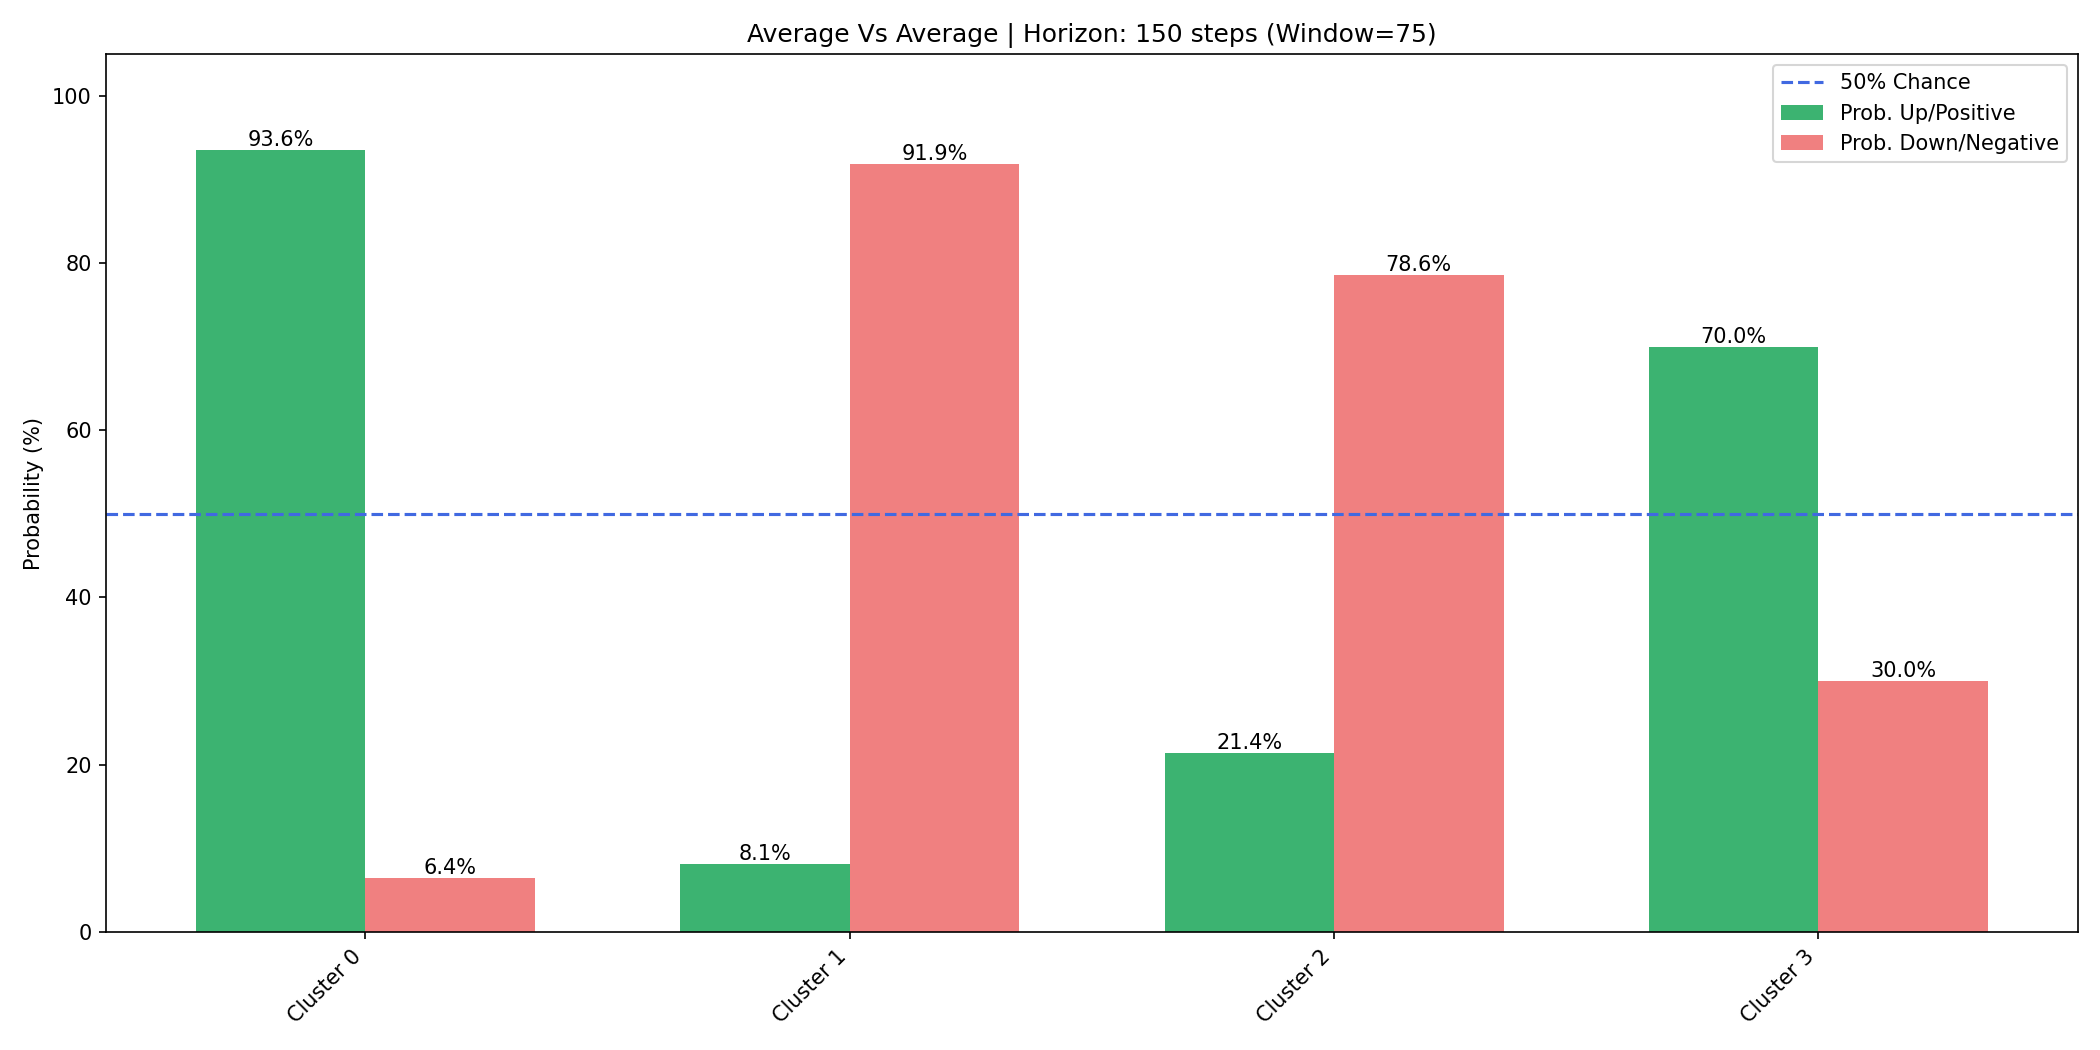 Average Vs Average | Horizon: 150 steps (Window=75)
50% Chance
Prob. Up/Positive
Prob. Down/Negative
Probability (%)
100
80
60
40
20
0
93.6%
6.4%
8.1%
91.9%
21.4%
78.6%
70.0%
30.0%
Cluster 0
Cluster 1
Cluster 2
Cluster 3